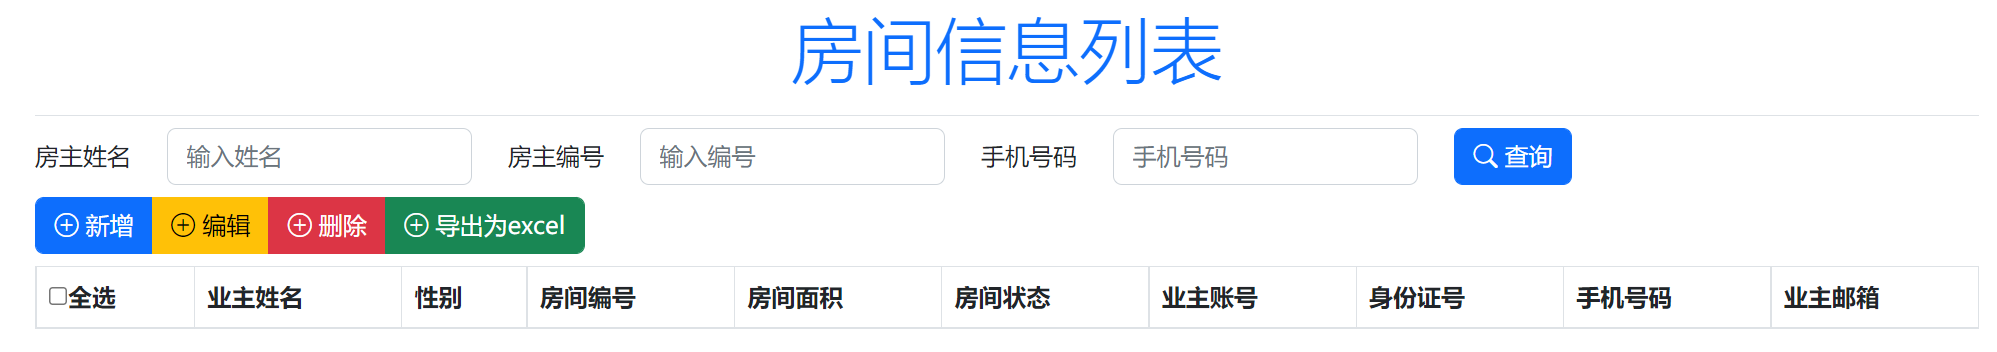 房间信息列表
房主姓名 输入姓名 房主编号 输入编号 手机号码 手机号码 查询
新增 编辑 删除 导出为excel
全选 业主姓名 性别 房间编号 房间面积 房间状态 业主账号 身份证号 手机号码 业主邮箱